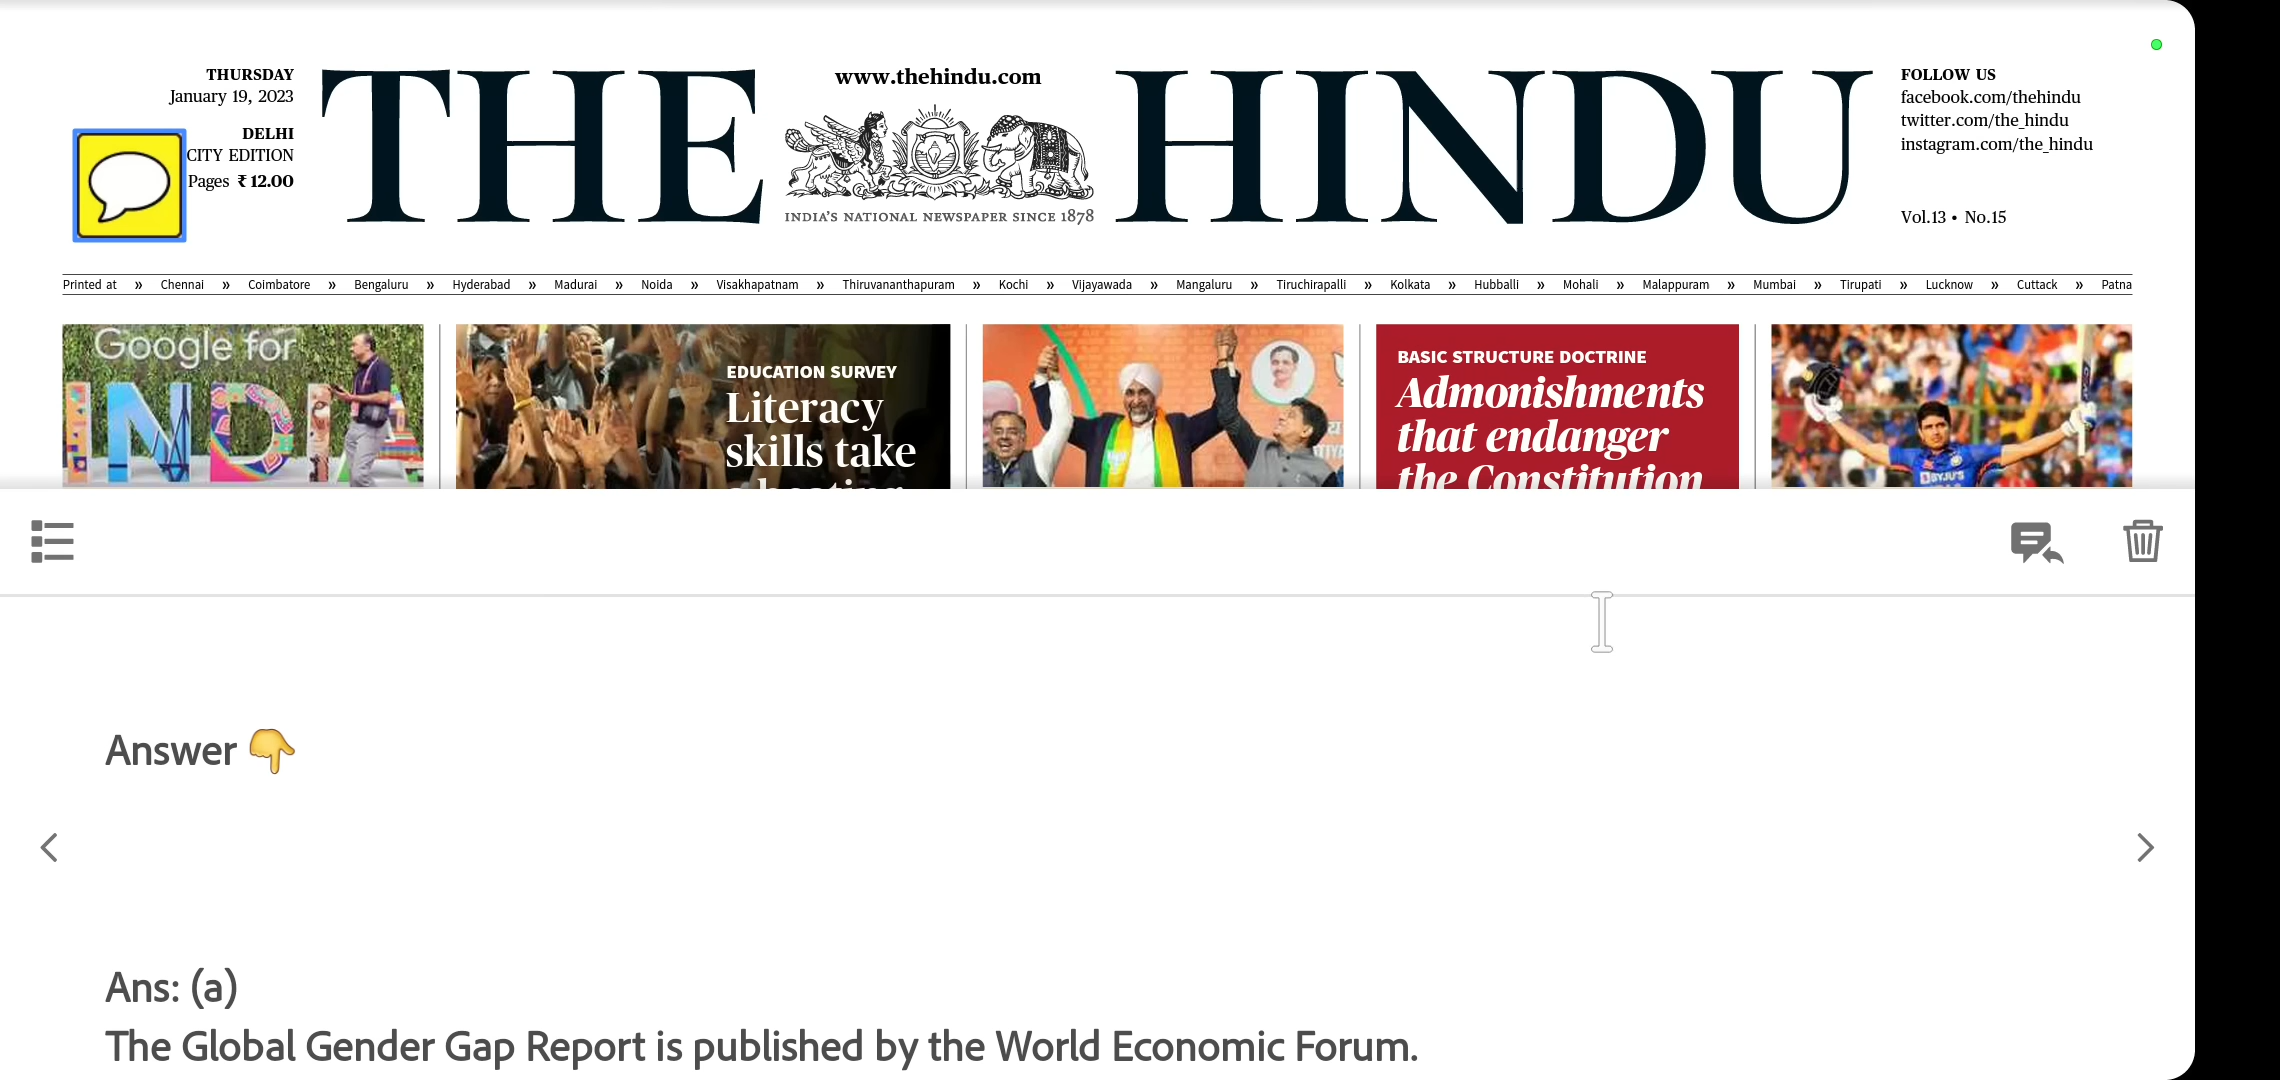 THURSDAY
January 19, 2023
DELHI
CITY EDITION
Pages ₹ 12.00
THE HINDU
www.thehindu.com
INDIA'S NATIONAL NEWSPAPER SINCE 1878
FOLLOW US
facebook.com/thehindu
twitter.com/the_hindu
instagram.com/the_hindu
Vol.13 • No.15
Printed at » Chennai » Coimbatore » Bengaluru » Hyderabad » Madurai » Noida » Visakhapatnam » Thiruvananthapuram » Kochi » Vijayawada » Mangaluru » Tiruchirapalli » Kolkata » Hubballi » Mohali » Malappuram » Mumbai » Tirupati » Lucknow » Cuttack » Patna
Google for
INDIA
EDUCATION SURVEY
Literacy
skills take
BASIC STRUCTURE DOCTRINE
Admonishments
that endanger
the Constitution
BYJU'S
Answer 👇
Ans: (a)
The Global Gender Gap Report is published by the World Economic Forum.